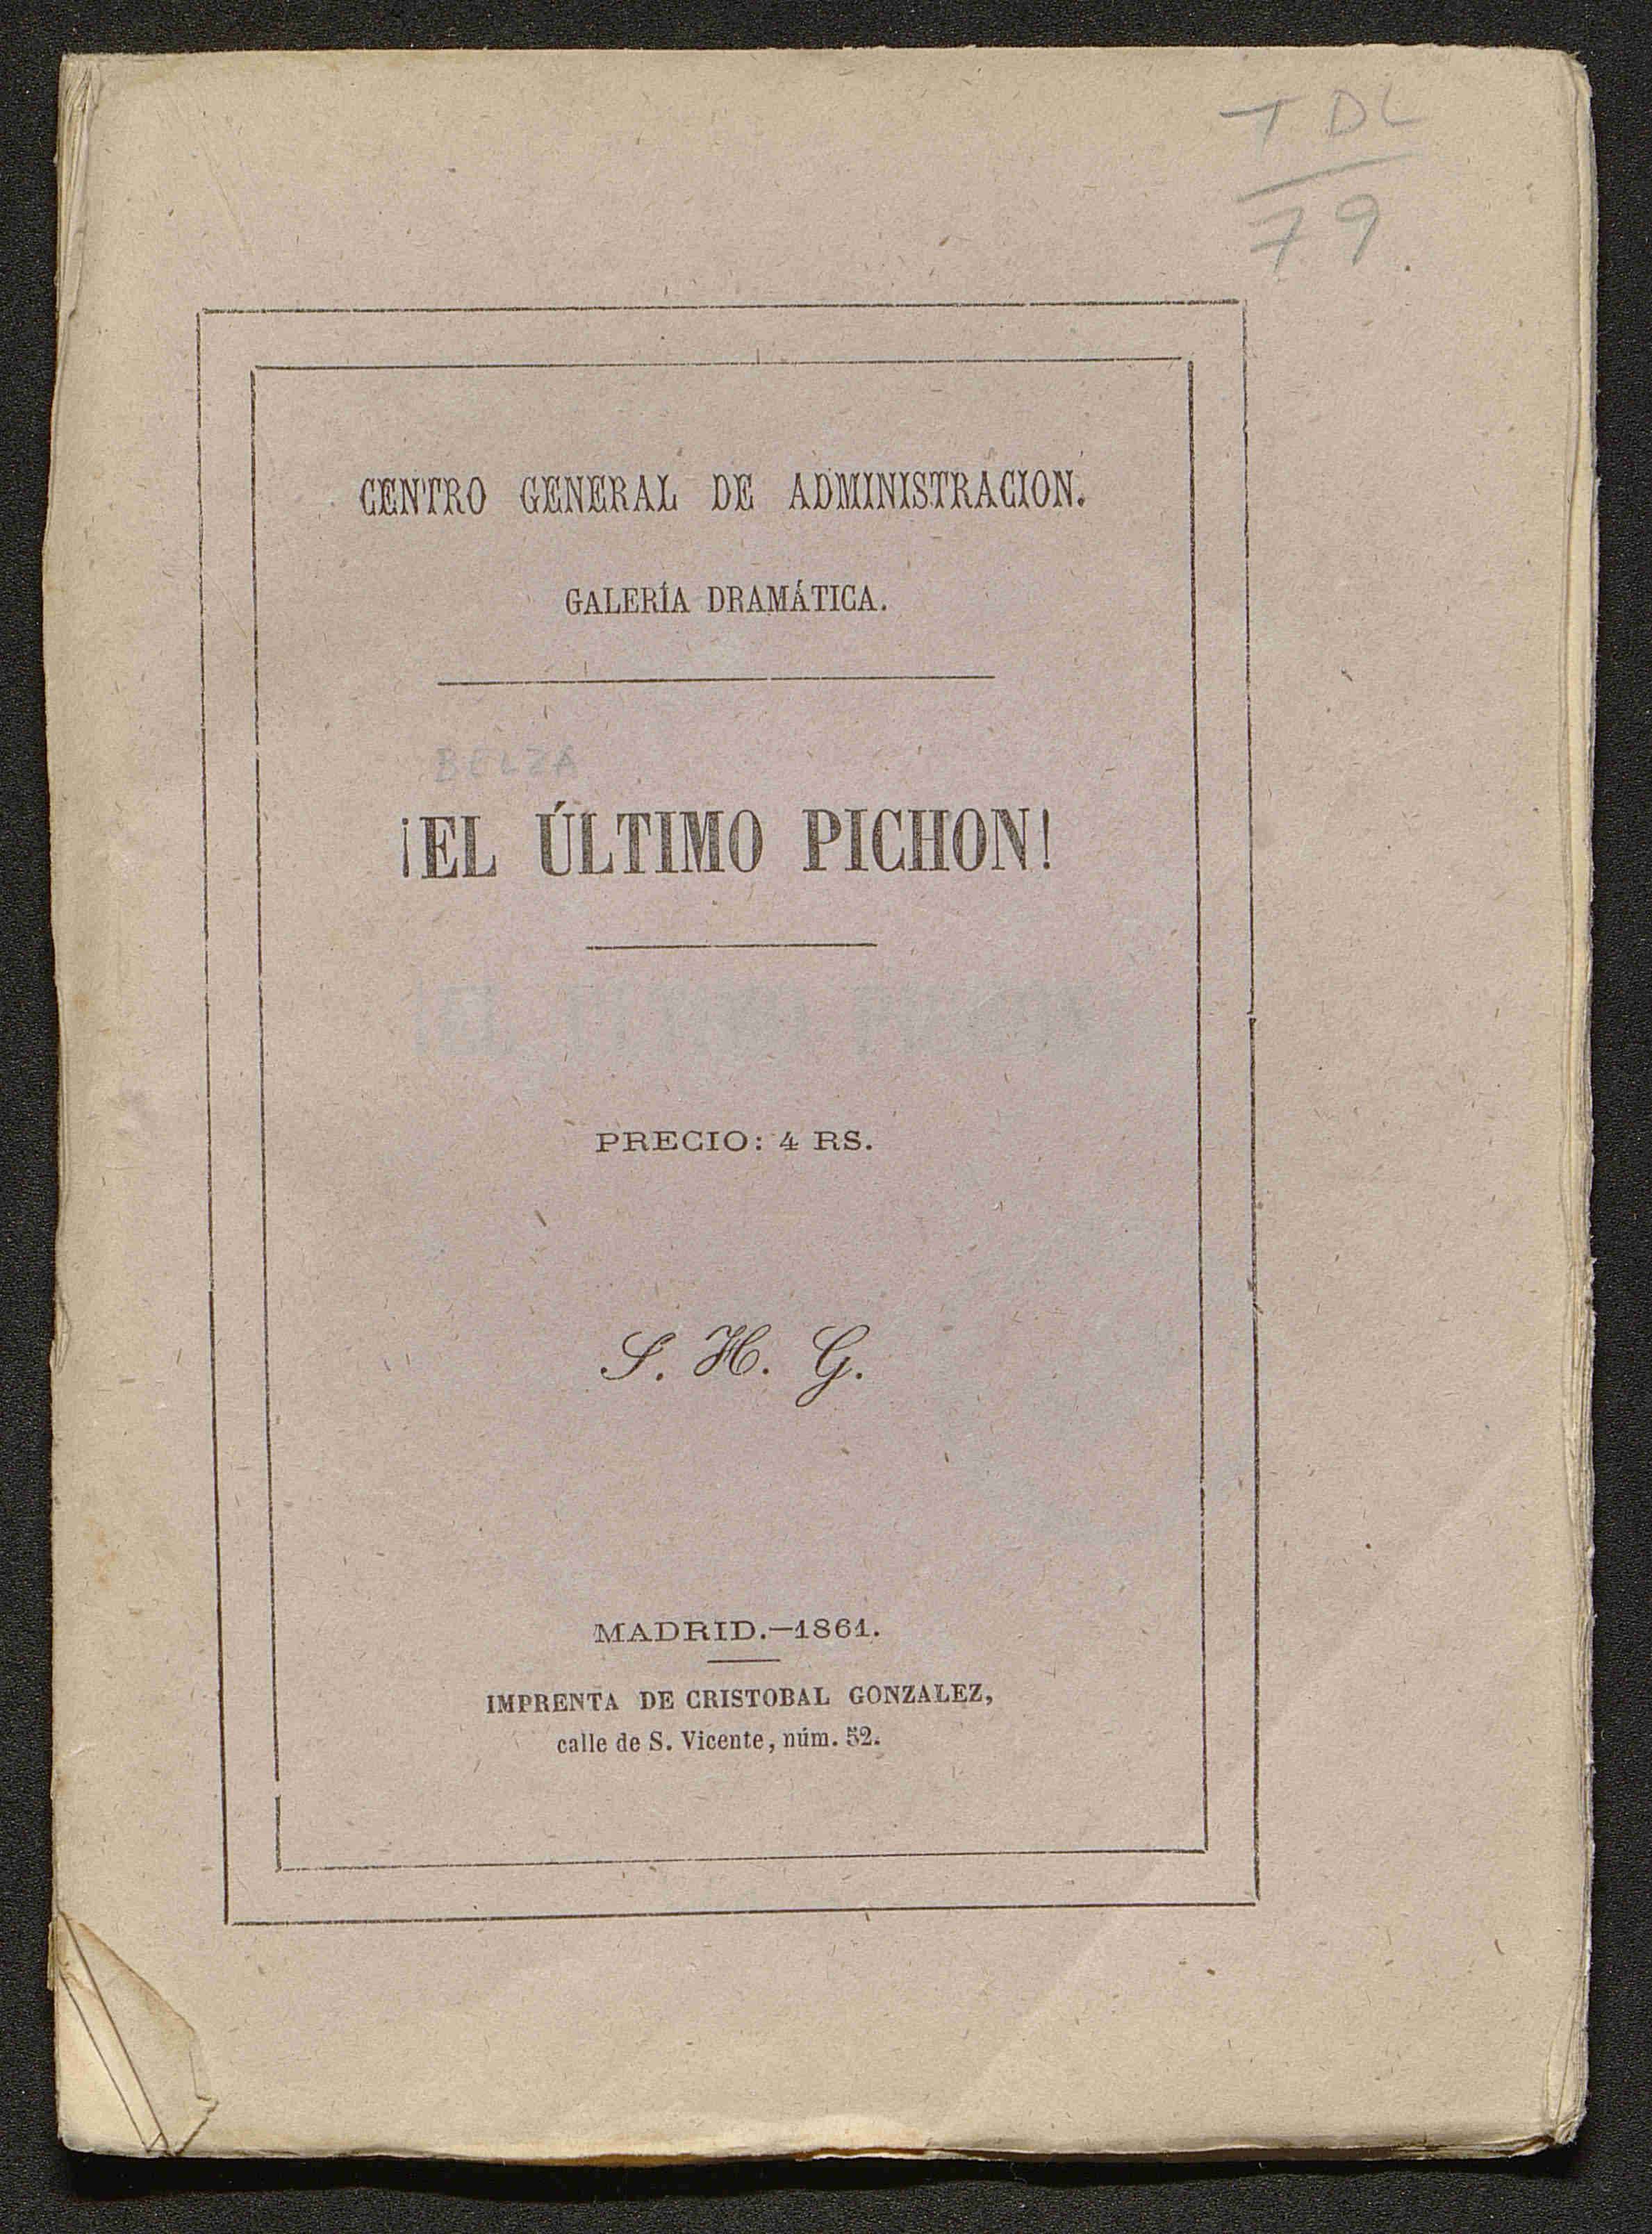 T DL
79
CENTRO GENERAL DE ADMINISTRACION.
GALERÍA DRAMÁTICA.
BELZA
¡EL ÚLTIMO PICHON!
PRECIO: 4 RS.
S. H. G.
MADRID.—1861.
IMPRENTA DE CRISTOBAL GONZALEZ,
calle de S. Vicente, núm. 52.